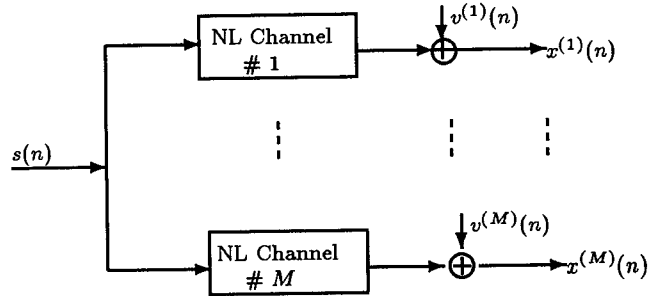 v^{(1)}(n)
NL Channel
# 1
x^{(1)}(n)
s(n)
v^{(M)}(n)
NL Channel
# M
x^{(M)}(n)